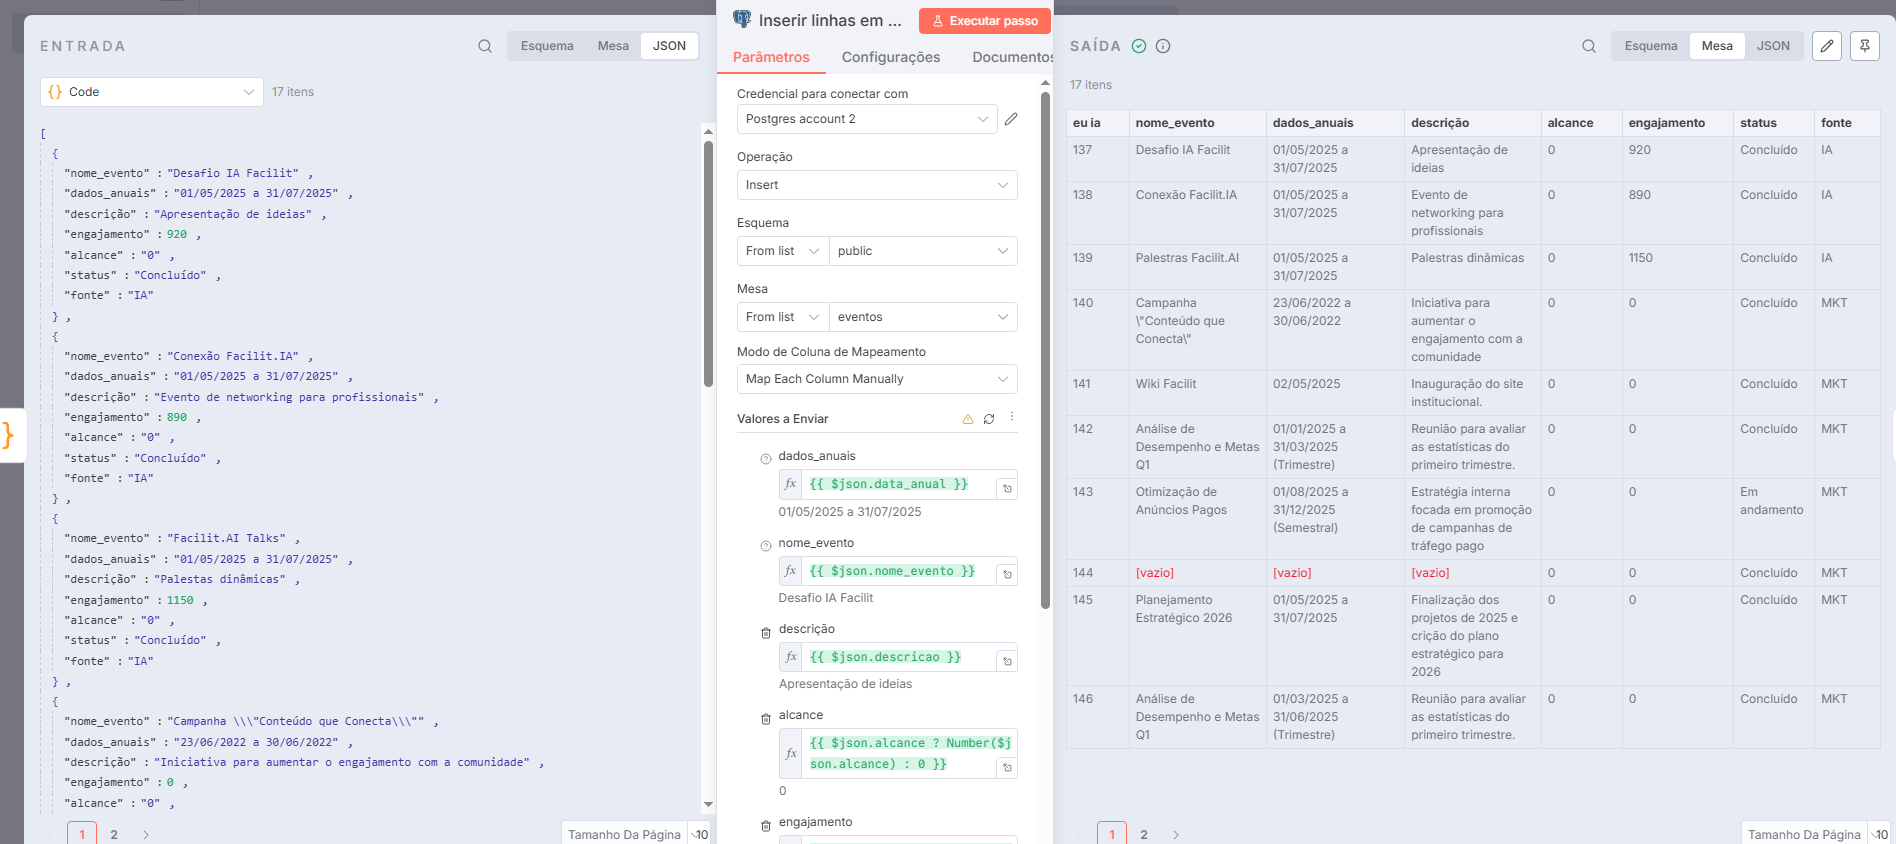 ENTRADA
Esquema
Mesa
JSON
{} Code
17 itens
[
{
"nome_evento" : "Desafio IA Facilit" ,
"dados_anuais" : "01/05/2025 a 31/07/2025" ,
"descrição" : "Apresentação de ideias" ,
"engajamento" : 920 ,
"alcance" : "0" ,
"status" : "Concluído" ,
"fonte" : "IA"
} ,
{
"nome_evento" : "Conexão Facilit.IA" ,
"dados_anuais" : "01/05/2025 a 31/07/2025" ,
"descrição" : "Evento de networking para profissionais" ,
"engajamento" : 890 ,
"alcance" : "0" ,
"status" : "Concluído" ,
"fonte" : "IA"
} ,
{
"nome_evento" : "Facilit.AI Talks" ,
"dados_anuais" : "01/05/2025 a 31/07/2025" ,
"descrição" : "Palestas dinâmicas" ,
"engajamento" : 1150 ,
"alcance" : "0" ,
"status" : "Concluído" ,
"fonte" : "IA"
} ,
{
"nome_evento" : "Campanha \\\"Conteúdo que Conecta\\\"" ,
"dados_anuais" : "23/06/2022 a 30/06/2022" ,
"descrição" : "Iniciativa para aumentar o engajamento com a comunidade" ,
"engajamento" : 0 ,
"alcance" : "0" ,
1
2
Tamanho Da Página
10
}
Inserir linhas em ...
Executar passo
Parâmetros
Configurações
Documentos
Credencial para conectar com
Postgres account 2
Operação
Insert
Esquema
From list
public
Mesa
From list
eventos
Modo de Coluna de Mapeamento
Map Each Column Manually
Valores a Enviar
dados_anuais
fx {{ $json.data_anual }}
01/05/2025 a 31/07/2025
nome_evento
fx {{ $json.nome_evento }}
Desafio IA Facilit
descrição
fx {{ $json.descricao }}
Apresentação de ideias
alcance
fx {{ $json.alcance ? Number($j
son.alcance) : 0 }}
0
engajamento
SAÍDA
Esquema
Mesa
JSON
17 itens
eu ia nome_evento dados_anuais descrição alcance engajamento status fonte
137 Desafio IA Facilit 01/05/2025 a Apresentação de 0 920 Concluído IA
31/07/2025 ideias
138 Conexão Facilit.IA 01/05/2025 a Evento de 0 890 Concluído IA
31/07/2025 networking para
profissionais
139 Palestras Facilit.AI 01/05/2025 a Palestras dinâmicas 0 1150 Concluído IA
31/07/2025
140 Campanha 23/06/2022 a Iniciativa para 0 0 Concluído MKT
\"Conteúdo que 30/06/2022 aumentar o
Conecta\" engajamento com a
comunidade
141 Wiki Facilit 02/05/2025 Inauguração do site 0 0 Concluído MKT
institucional.
142 Análise de 01/01/2025 a Reunião para avaliar 0 0 Concluído MKT
Desempenho e Metas 31/03/2025 as estatísticas do
Q1 (Trimestre) primeiro trimestre.
143 Otimização de 01/08/2025 a Estratégia interna 0 0 Em MKT
Anúncios Pagos 31/12/2025 focada em promoção andamento
(Semestral) de campanhas de
tráfego pago
144 [vazio] [vazio] [vazio] 0 0 Concluído MKT
145 Planejamento 01/05/2025 a Finalização dos 0 0 Concluído MKT
Estratégico 2026 31/07/2025 projetos de 2025 e
crição do plano
estratégico para
2026
146 Análise de 01/03/2025 a Reunião para avaliar 0 0 Concluído MKT
Desempenho e Metas 31/06/2025 as estatísticas do
Q1 (Trimestre) primeiro trimestre.
1
2
Tamanho Da Página
10